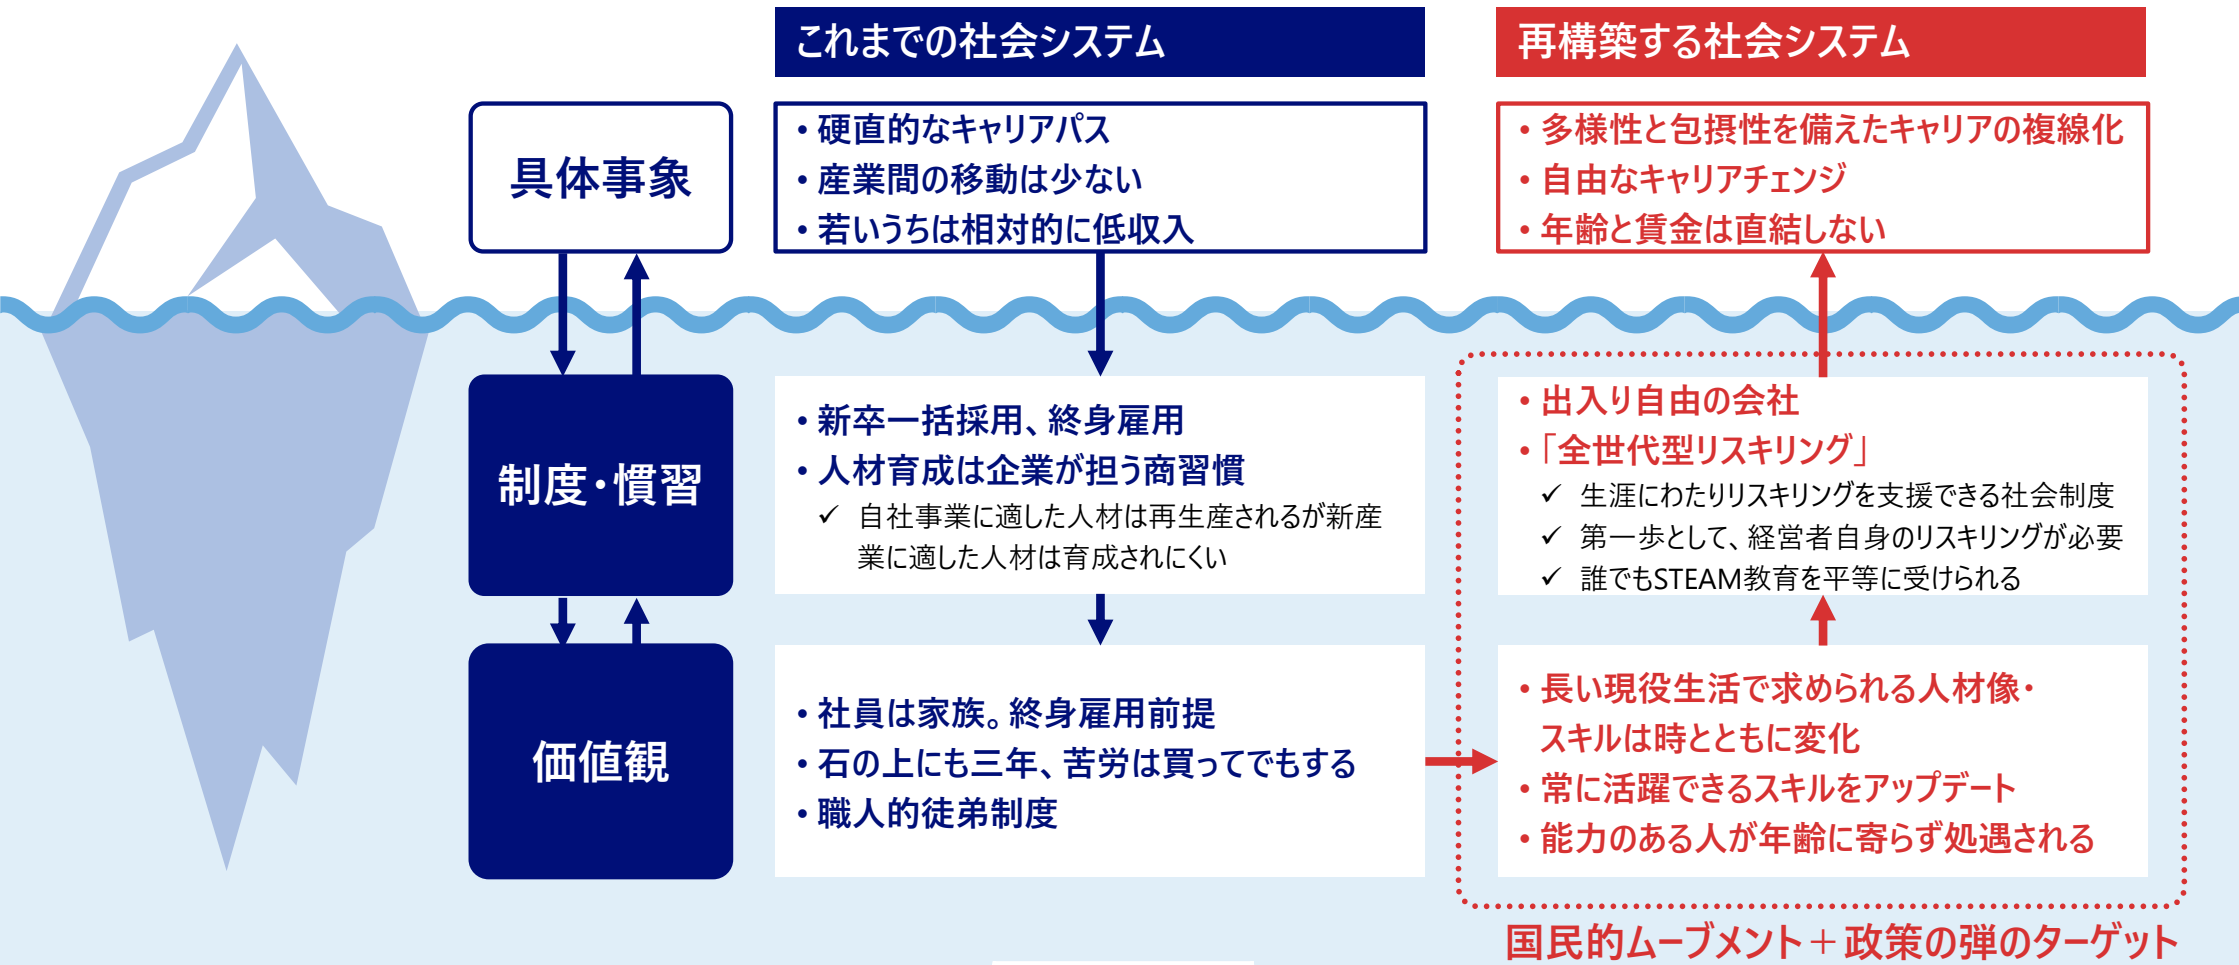 これまでの社会システム
再構築する社会システム
具体事象
・硬直的なキャリアパス
・産業間の移動は少ない
・若いうちは相対的に低収入
・多様性と包摂性を備えたキャリアの複線化
・自由なキャリアチェンジ
・年齢と賃金は直結しない
制度・慣習
・新卒一括採用、終身雇用
・人材育成は企業が担う商習慣
✓ 自社事業に適した人材は再生産されるが新産
業に適した人材は育成されにくい
・出入り自由の会社
・「全世代型リスキリング」
✓ 生涯にわたりリスキリングを支援できる社会制度
✓ 第一歩として、経営者自身のリスキリングが必要
✓ 誰でもSTEAM教育を平等に受けられる
価値観
・社員は家族。終身雇用前提
・石の上にも三年、苦労は買ってでもする
・職人的徒弟制度
・長い現役生活で求められる人材像・
スキルは時とともに変化
・常に活躍できるスキルをアップデート
・能力のある人が年齢に寄らず処遇される
国民的ムーブメント＋政策の弾のターゲット